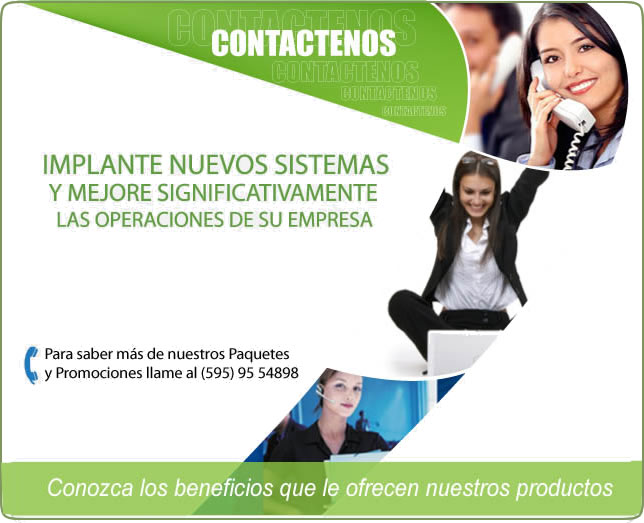 CONTACTENOS
CONTACTENOS
CONTACTENOS
CONTACTENOS
CONTACTENOS
IMPLANTE NUEVOS SISTEMAS
Y MEJORE SIGNIFICATIVAMENTE
LAS OPERACIONES DE SU EMPRESA
Para saber más de nuestros Paquetes
y Promociones llame al (595) 95 54898
Conozca los beneficios que le ofrecen nuestros productos